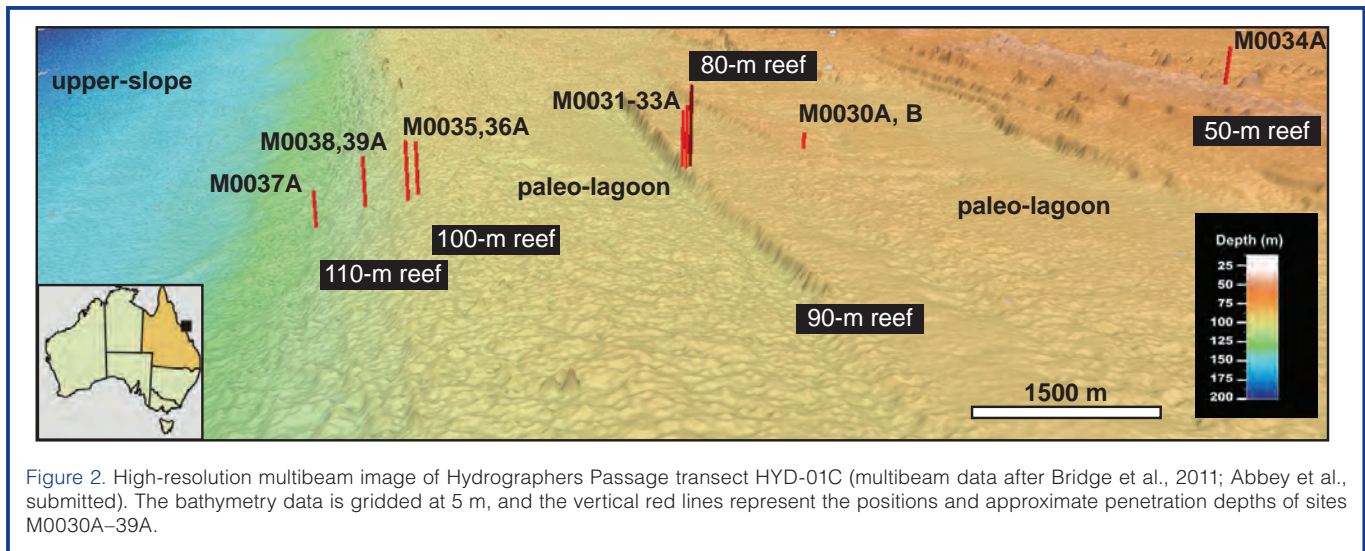 upper-slope
M0034A
80-m reef
M0031-33A
M0030A, B
M0038,39A
M0035,36A
50-m reef
M0037A
paleo-lagoon
paleo-lagoon
100-m reef
110-m reef
90-m reef
Depth (m)
25
50
75
100
125
150
175
200
1500 m
Figure 2. High-resolution multibeam image of Hydrographers Passage transect HYD-01C (multibeam data after Bridge et al., 2011; Abbey et al.,
submitted). The bathymetry data is gridded at 5 m, and the vertical red lines represent the positions and approximate penetration depths of sites
M0030A–39A.